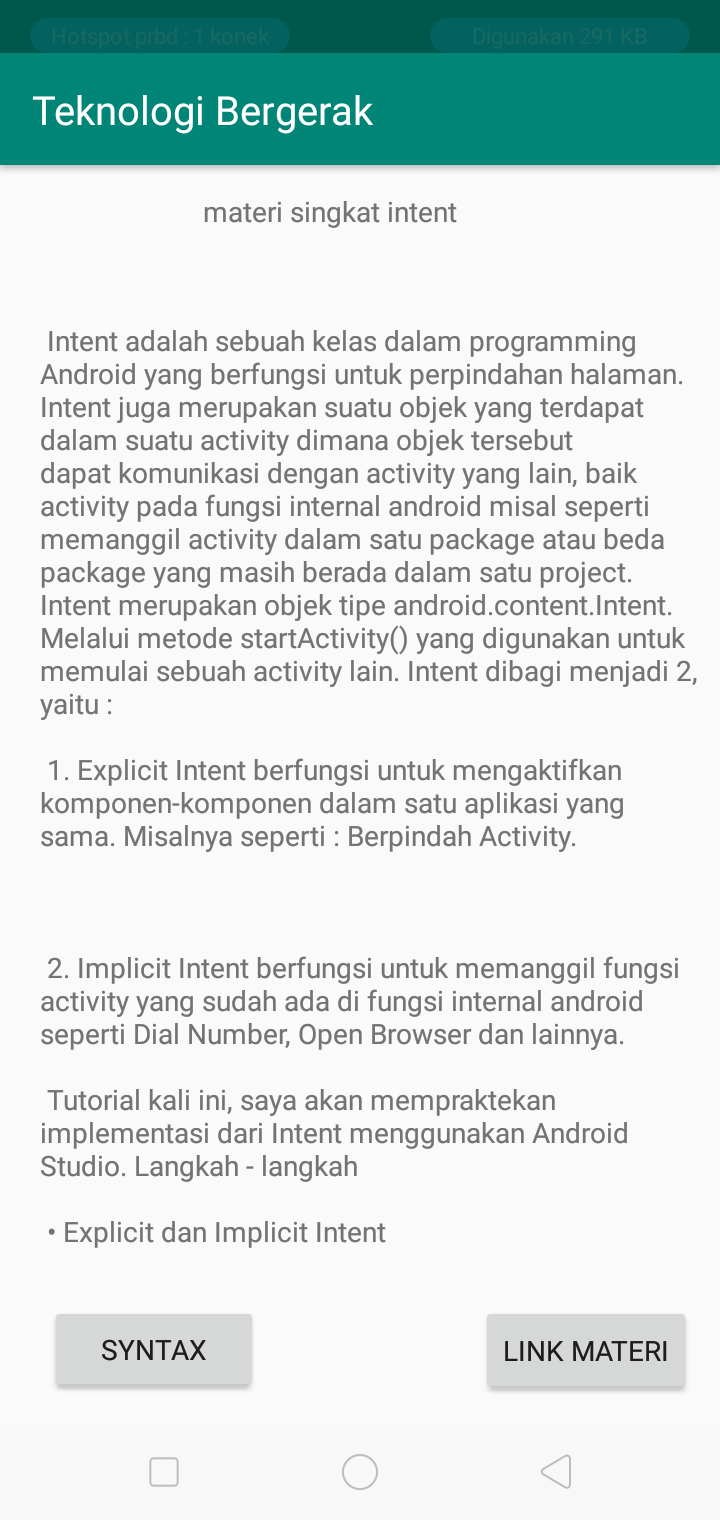 Hotspot prbd : 1 konek
Digunakan 291 KB
Teknologi Bergerak
materi singkat intent
Intent adalah sebuah kelas dalam programming
Android yang berfungsi untuk perpindahan halaman.
Intent juga merupakan suatu objek yang terdapat
dalam suatu activity dimana objek tersebut
dapat komunikasi dengan activity yang lain, baik
activity pada fungsi internal android misal seperti
memanggil activity dalam satu package atau beda
package yang masih berada dalam satu project.
Intent merupakan objek tipe android.content.Intent.
Melalui metode startActivity() yang digunakan untuk
memulai sebuah activity lain. Intent dibagi menjadi 2,
yaitu :
1. Explicit Intent berfungsi untuk mengaktifkan
komponen-komponen dalam satu aplikasi yang
sama. Misalnya seperti : Berpindah Activity.
2. Implicit Intent berfungsi untuk memanggil fungsi
activity yang sudah ada di fungsi internal android
seperti Dial Number, Open Browser dan lainnya.
Tutorial kali ini, saya akan mempraktekan
implementasi dari Intent menggunakan Android
Studio. Langkah - langkah
• Explicit dan Implicit Intent
SYNTAX
LINK MATERI